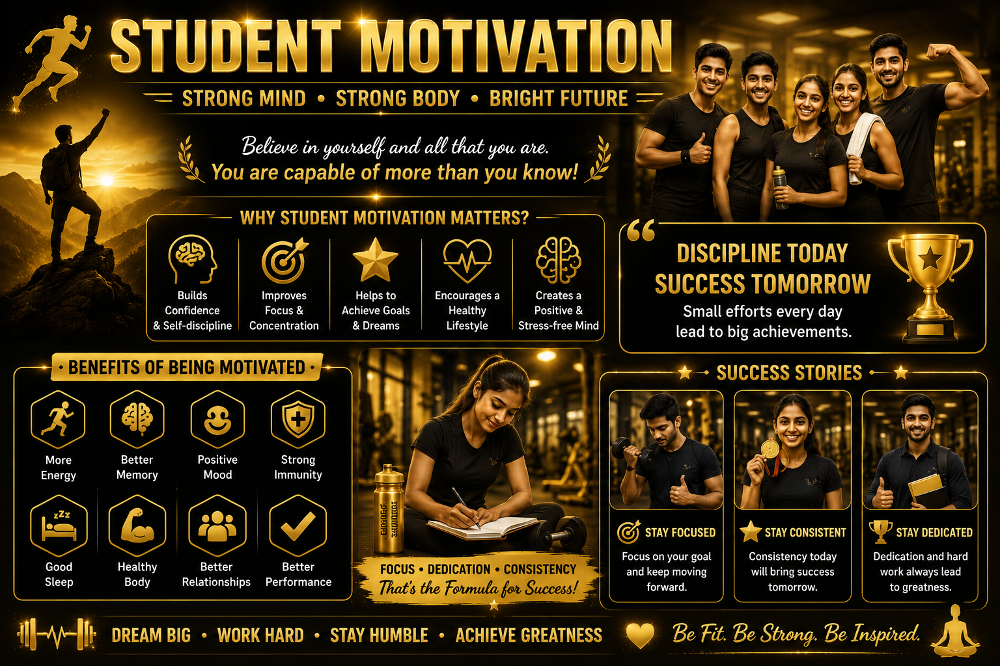 STUDENT MOTIVATION
STRONG MIND • STRONG BODY • BRIGHT FUTURE
Believe in yourself and all that you are.
You are capable of more than you know!
WHY STUDENT MOTIVATION MATTERS?
Builds
Confidence
& Self-discipline
Improves
Focus &
Concentration
Helps to
Achieve Goals
& Dreams
Encourages a
Healthy
Lifestyle
Creates a
Positive &
Stress-free Mind
“
DISCIPLINE TODAY
SUCCESS TOMORROW
Small efforts every day
lead to big achievements.
• BENEFITS OF BEING MOTIVATED •
More
Energy
Better
Memory
Positive
Mood
Strong
Immunity
zZz
Good
Sleep
Healthy
Body
Better
Relationships
Better
Performance
FOCUS • DEDICATION • CONSISTENCY
That's the Formula for Success!
SUCCESS STORIES
STAY FOCUSED
Focus on your goal
and keep moving
forward.
STAY CONSISTENT
Consistency today
will bring success
tomorrow.
STAY DEDICATED
Dedication and hard
work always lead
to greatness.
DREAM BIG • WORK HARD • STAY HUMBLE • ACHIEVE GREATNESS
Be Fit. Be Strong. Be Inspired.